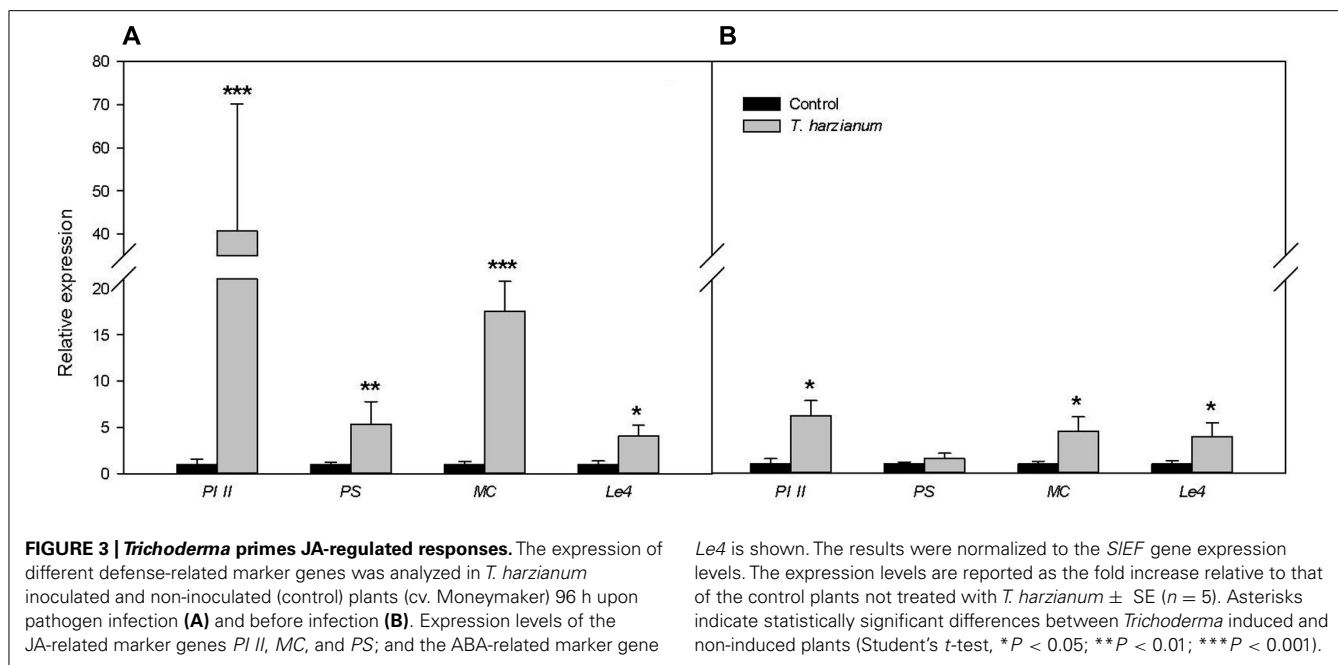 A
B
80
70
60
50
40
20
15
10
5
0
Relative expression
***
**
***
*
PI II
PS
MC
Le4
Control
T. harzianum
*
*
*
PI II
PS
MC
Le4
FIGURE 3 | Trichoderma primes JA-regulated responses. The expression of
different defense-related marker genes was analyzed in T. harzianum
inoculated and non-inoculated (control) plants (cv. Moneymaker) 96 h upon
pathogen infection (A) and before infection (B). Expression levels of the
JA-related marker genes PI II, MC, and PS; and the ABA-related marker gene
Le4 is shown. The results were normalized to the SlEF gene expression
levels. The expression levels are reported as the fold increase relative to that
of the control plants not treated with T. harzianum ± SE (n = 5). Asterisks
indicate statistically significant differences between Trichoderma induced and
non-induced plants (Student's t-test, *P < 0.05; **P < 0.01; ***P < 0.001).